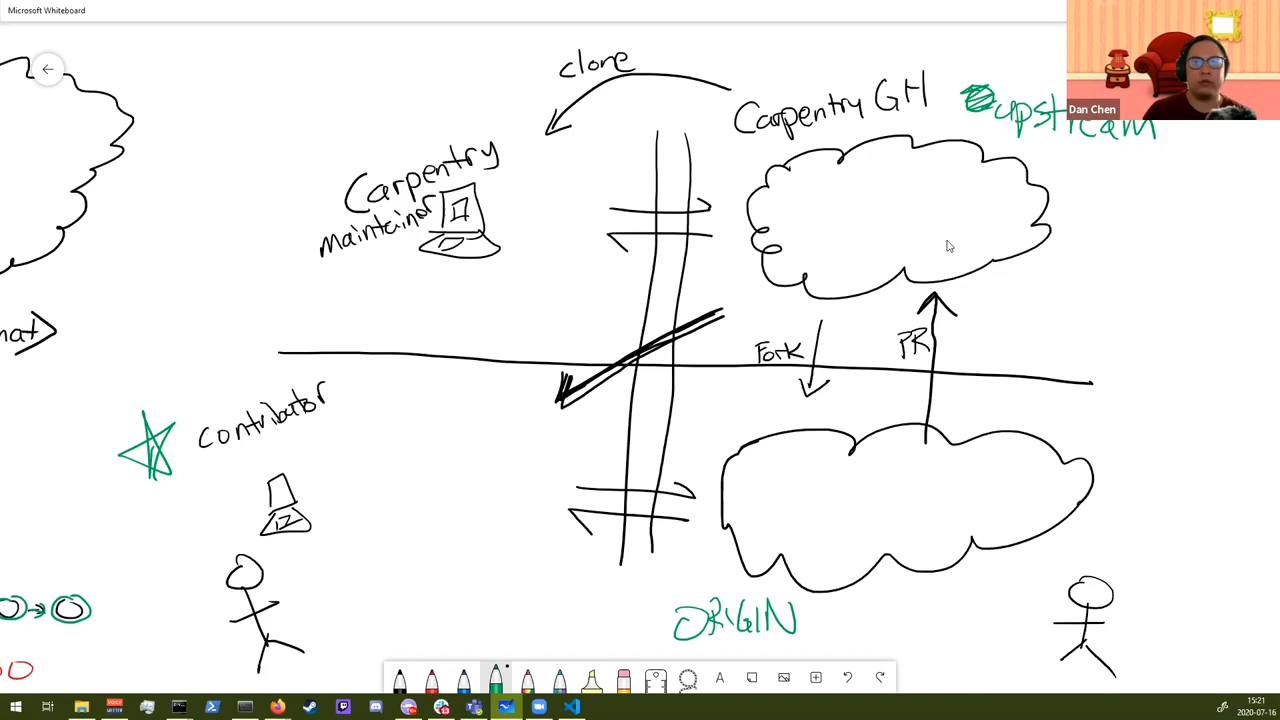 Microsoft Whiteboard
clone
Carpentry GH
upstream
Dan Chen
Carpentry
maintainer
Fork
PR
contributor
ORIGIN
15:21
2020-07-16